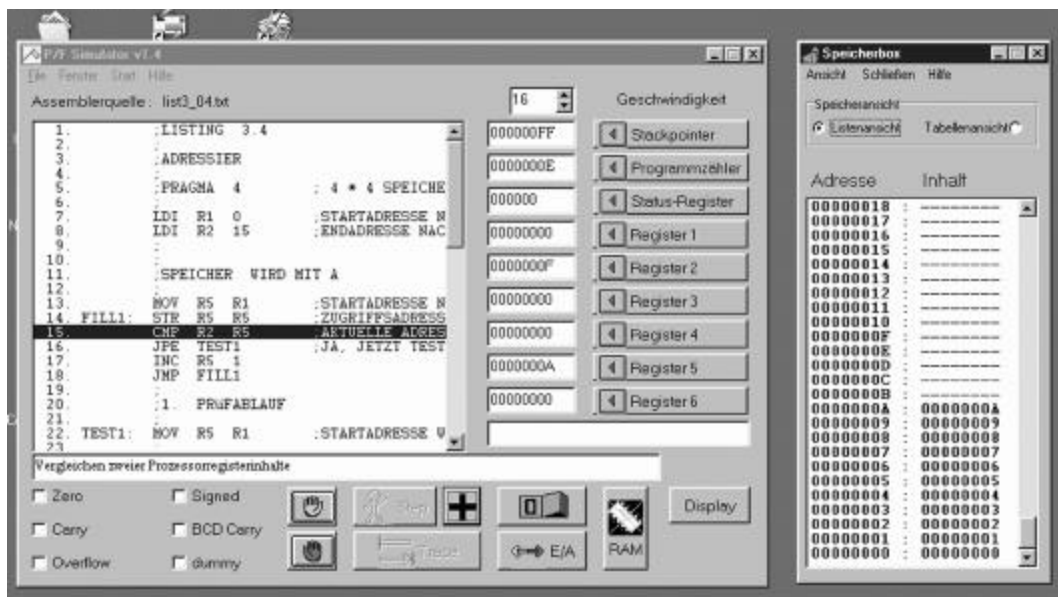 P/F Simulator v1.4
File Fenster Start Hilfe
Assemblerquelle : list3_04.txt
16
Geschwindigkeit
1. ;LISTING 3.4
2. ;
3. ;ADRESSIER
4. ;
5. ;PRAGMA 4 ; 4 * 4 SPEICHE
6. ;
7. LDI R1 0 ;STARTADRESSE N
8. LDI R2 15 ;ENDADRESSE NAC
9. ;
10. ;
11. ;SPEICHER WIRD MIT A
12. ;
13. MOV R5 R1 ;STARTADRESSE N
14. FILL1: STR R5 R5 ;ZUGRIFFSADRESS
15. CMP R2 R5 ;AKTUELLE ADRES
16. JPE TEST1 ;JA, JETZT TEST
17. INC R5 1
18. JMP FILL1
19. ;
20. ;1. PRüFABLAUF
21. ;
22. TEST1: MOV R5 R1 ;STARTADRESSE W
23
000000FF Stackpointer
0000000E Programmzähler
000000 Status-Register
00000000 Register 1
0000000F Register 2
00000000 Register 3
00000000 Register 4
0000000A Register 5
00000000 Register 6
Vergleichen zweier Prozessorregisterinhalte
Zero Signed
Carry BCD Carry
Overflow dummy
Stop
Trace
E/A
RAM
Display
Speicherbox
Ansicht Schließen Hilfe
Speicheransicht
Listenansicht Tabellenansicht
Adresse Inhalt
00000018 : ---------
00000017 : ---------
00000016 : ---------
00000015 : ---------
00000014 : ---------
00000013 : ---------
00000012 : ---------
00000011 : ---------
00000010 : ---------
0000000F : ---------
0000000E : ---------
0000000D : ---------
0000000C : ---------
0000000B : ---------
0000000A : 0000000A
00000009 : 00000009
00000008 : 00000008
00000007 : 00000007
00000006 : 00000006
00000005 : 00000005
00000004 : 00000004
00000003 : 00000003
00000002 : 00000002
00000001 : 00000001
00000000 : 00000000